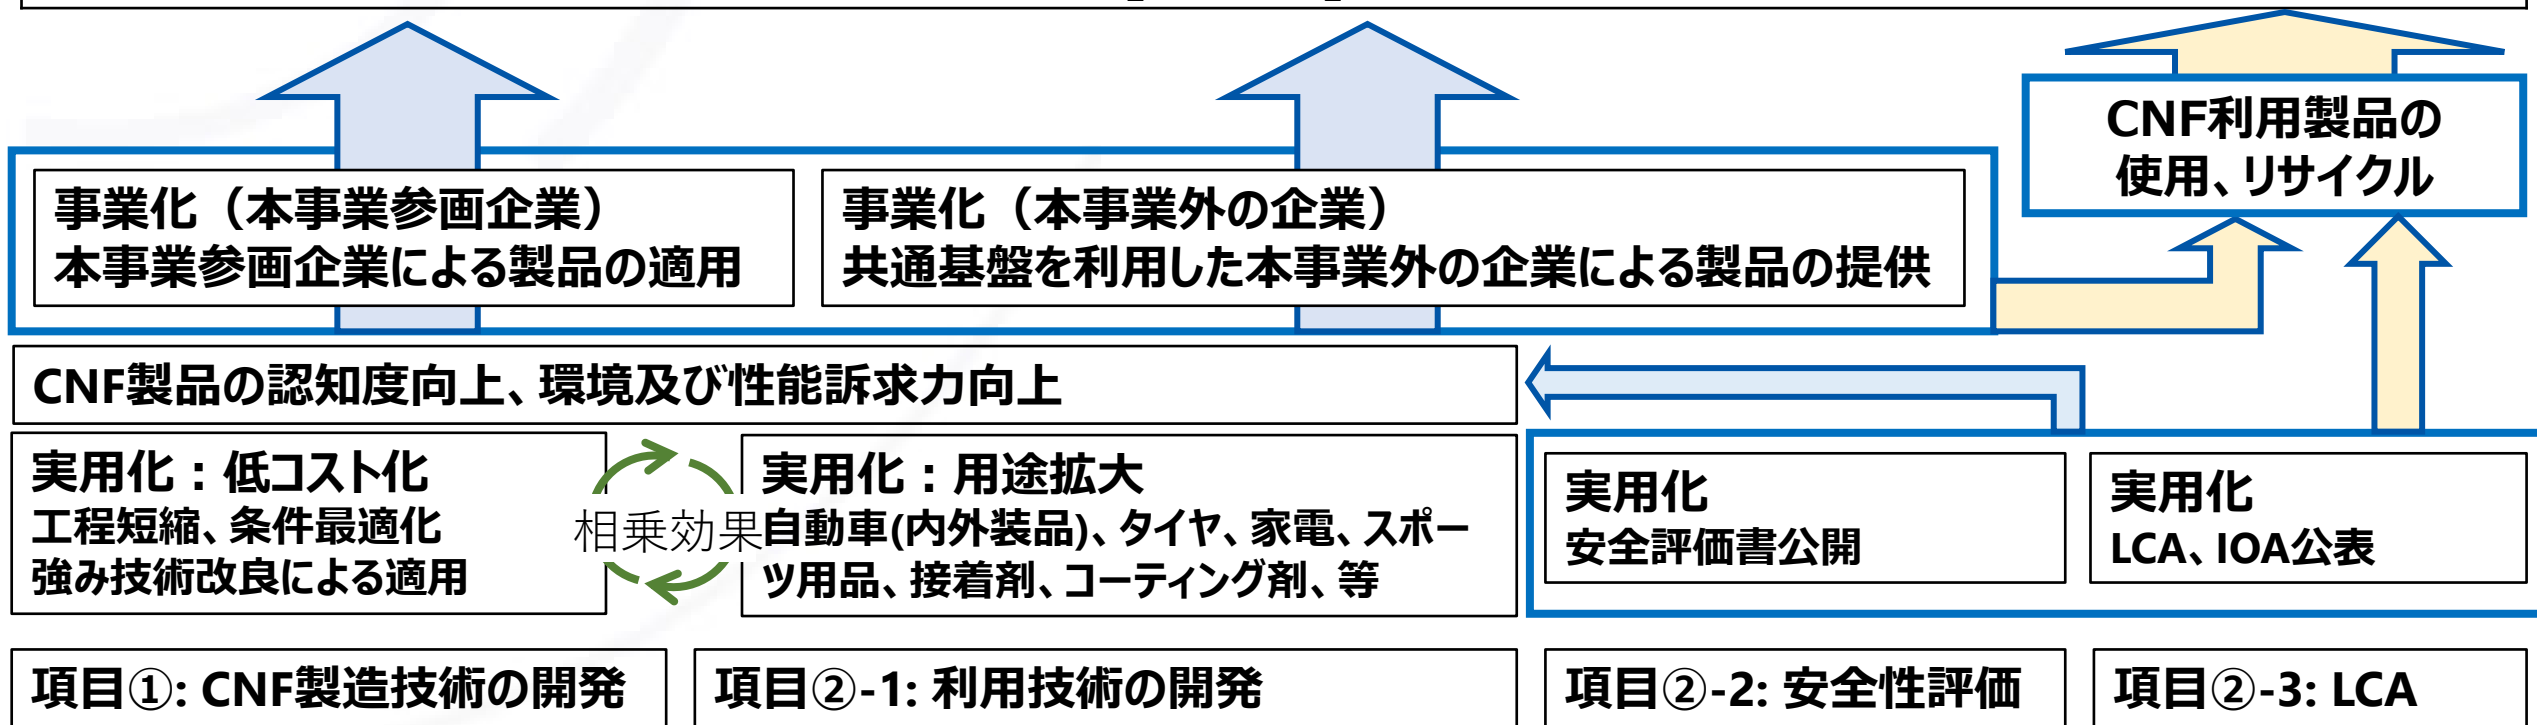 CNF利用製品の
使用、リサイクル
事業化（本事業参画企業）
本事業参画企業による製品の適用
事業化（本事業外の企業）
共通基盤を利用した本事業外の企業による製品の提供
CNF製品の認知度向上、環境及び性能訴求力向上
実用化：低コスト化
工程短縮、条件最適化
強み技術改良による適用
相乗効果
実用化：用途拡大
自動車(内外装品)、タイヤ、家電、スポー
ツ用品、接着剤、コーティング剤、等
実用化
安全評価書公開
実用化
LCA、IOA公表
項目①: CNF製造技術の開発
項目②-1: 利用技術の開発
項目②-2: 安全性評価
項目②-3: LCA